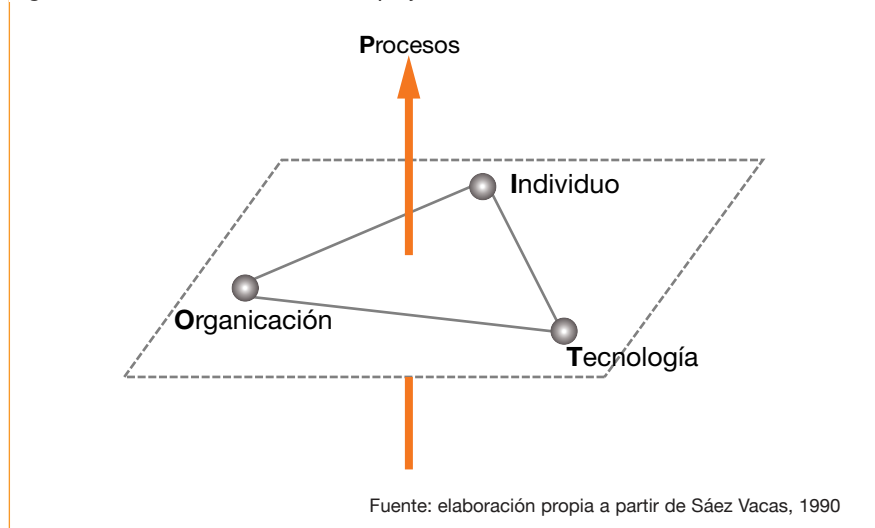 Procesos
Individuo
Organicación
Tecnología
Fuente: elaboración propia a partir de Sáez Vacas, 1990